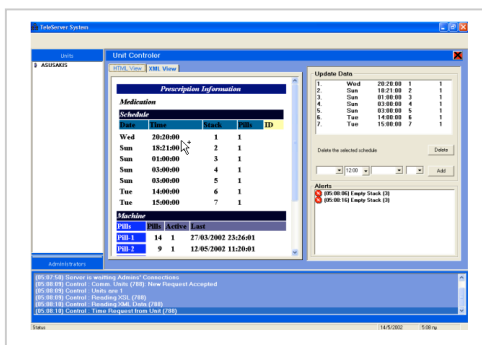 TeleServer System
Units
ASUSAKIS
Administrators
Unit Controler
HTML View XML View
Prescription Information
Medication
Schedule
Date Time Stack Pills ID
Wed 20:20:00 1 1
Sun 18:21:00 2 1
Sun 01:00:00 3 1
Sun 03:00:00 4 1
Sun 03:00:00 5 1
Tue 14:00:00 6 1
Tue 15:00:00 7 1
Machine
Pills Pills Active Last
Pill-1 14 1 27/03/2002 23:26:01
Pill-2 9 1 12/05/2002 11:20:01
Update Data
1. Wed 20:20:00 1 1
2. Sun 18:21:00 2 1
3. Sun 01:00:00 3 1
4. Sun 03:00:00 4 1
5. Sun 03:00:00 5 1
6. Tue 14:00:00 6 1
7. Tue 15:00:00 7 1
Delete the selected schedule Delete
12:00 Add
Alerts
(05:08:06) Empty Stack (3)
(05:08:16) Empty Stack (3)
(05:07:58) Server is waiting Admins' Connections
(05:08:09) Control : Comm. Units (788): New Request Accepted
(05:08:09) Control : Units nro 1
(05:08:09) Control : Reading XSL (788)
(05:08:10) Control : Reading XML Data (788)
(05:08:10) Control : Time Request from Unit (788)
Status 14/5/2002